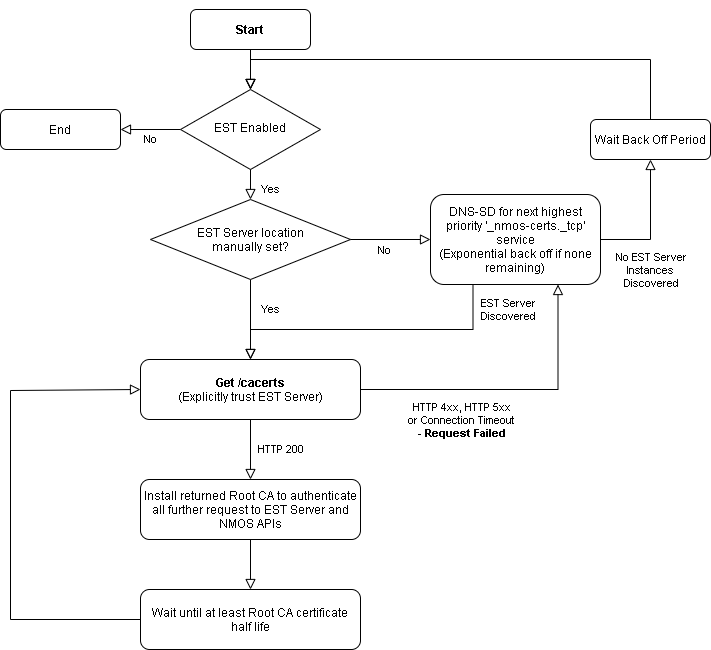 Start
EST Enabled
End
No
Wait Back Off Period
Yes
DNS-SD for next highest
priority '_nmos-certs._tcp'
service
(Exponential back off if none
remaining)
EST Server location
manually set?
No
No EST Server
Instances
Discovered
Yes
EST Server
Discovered
Get /cacerts
(Explicitly trust EST Server)
HTTP 4xx, HTTP 5xx
or Connection Timeout
- Request Failed
HTTP 200
Install returned Root CA to authenticate
all further request to EST Server and
NMOS APIs
Wait until at least Root CA certificate
half life